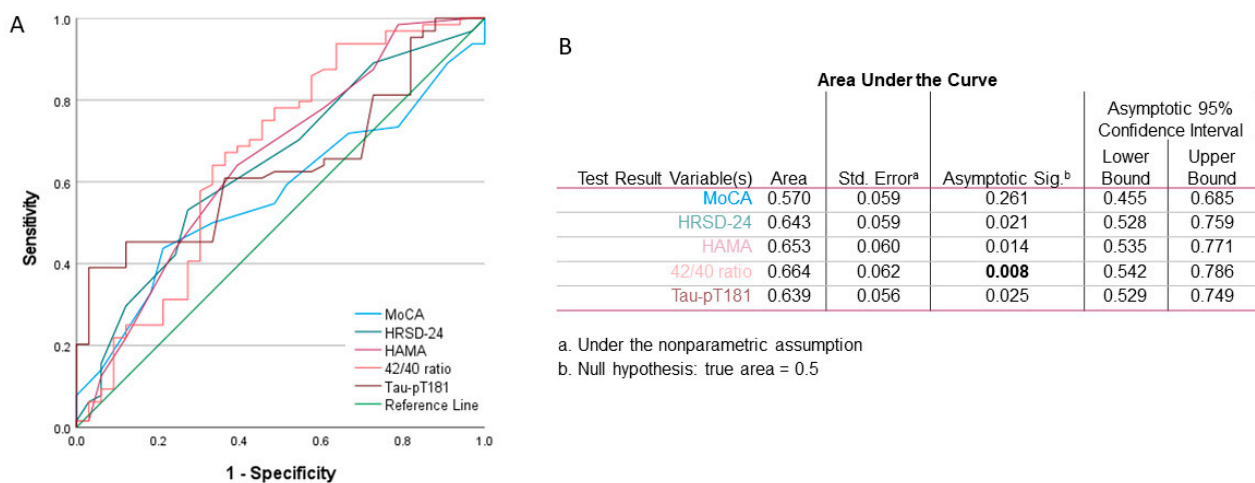 A
Sensitivity
1.0
0.8
0.6
0.4
0.2
0.0
MoCA
HRSD-24
HAMA
42/40 ratio
Tau-pT181
Reference Line
0.0 0.2 0.4 0.6 0.8 1.0
1 - Specificity
B
Area Under the Curve
Asymptotic 95%
Confidence Interval
Test Result Variable(s) Area Std. Error^a Asymptotic Sig.^b Lower Bound Upper Bound
MoCA 0.570 0.059 0.261 0.455 0.685
HRSD-24 0.643 0.059 0.021 0.528 0.759
HAMA 0.653 0.060 0.014 0.535 0.771
42/40 ratio 0.664 0.062 0.008 0.542 0.786
Tau-pT181 0.639 0.056 0.025 0.529 0.749
a. Under the nonparametric assumption
b. Null hypothesis: true area = 0.5